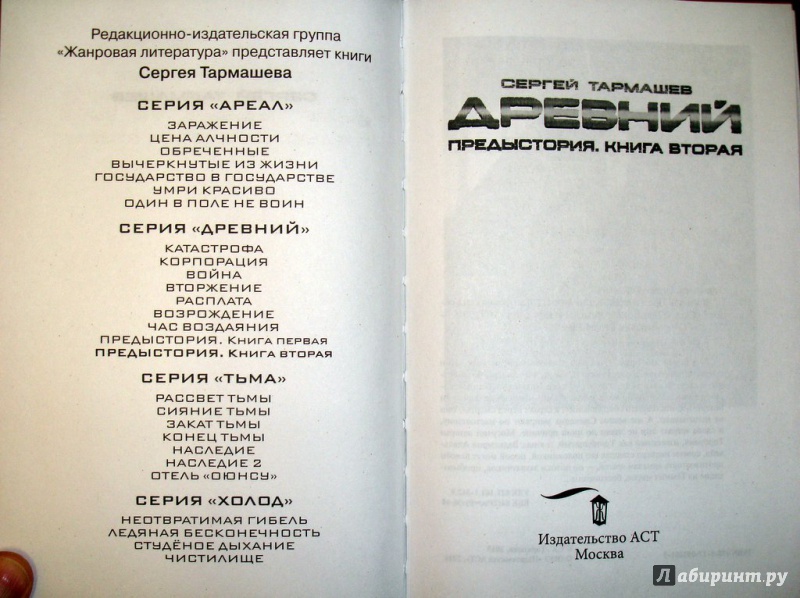 Редакционно-издательская группа
«Жанровая литература» представляет книги
Сергея Тармашева
СЕРИЯ «АРЕАЛ»
ЗАРАЖЕНИЕ
ЦЕНА АЛЧНОСТИ
ОБРЕЧЕННЫЕ
ВЫЧЕРКНУТЫЕ ИЗ ЖИЗНИ
ГОСУДАРСТВО В ГОСУДАРСТВЕ
УМРИ КРАСИВО
ОДИН В ПОЛЕ НЕ ВОИН
СЕРИЯ «ДРЕВНИЙ»
КАТАСТРОФА
КОРПОРАЦИЯ
ВОЙНА
ВТОРЖЕНИЕ
РАСПЛАТА
ВОЗРОЖДЕНИЕ
ЧАС ВОЗДАЯНИЯ
ПРЕДЫСТОРИЯ. КНИГА ПЕРВАЯ
ПРЕДЫСТОРИЯ. КНИГА ВТОРАЯ
СЕРИЯ «ТЬМА»
РАССВЕТ ТЬМЫ
СИЯНИЕ ТЬМЫ
ЗАКАТ ТЬМЫ
КОНЕЦ ТЬМЫ
НАСЛЕДИЕ
НАСЛЕДИЕ 2
ОТЕЛЬ «ОЮНСУ»
СЕРИЯ «ХОЛОД»
НЕОТВРАТИМАЯ ГИБЕЛЬ
ЛЕДЯНАЯ БЕСКОНЕЧНОСТЬ
СТУДЁНОЕ ДЫХАНИЕ
ЧИСТИЛИЩЕ
СЕРГЕЙ ТАРМАШЕВ
ДРЕВНИЙ
ПРЕДЫСТОРИЯ. КНИГА ВТОРАЯ
Издательство АСТ
Москва
Лабиринт.ру